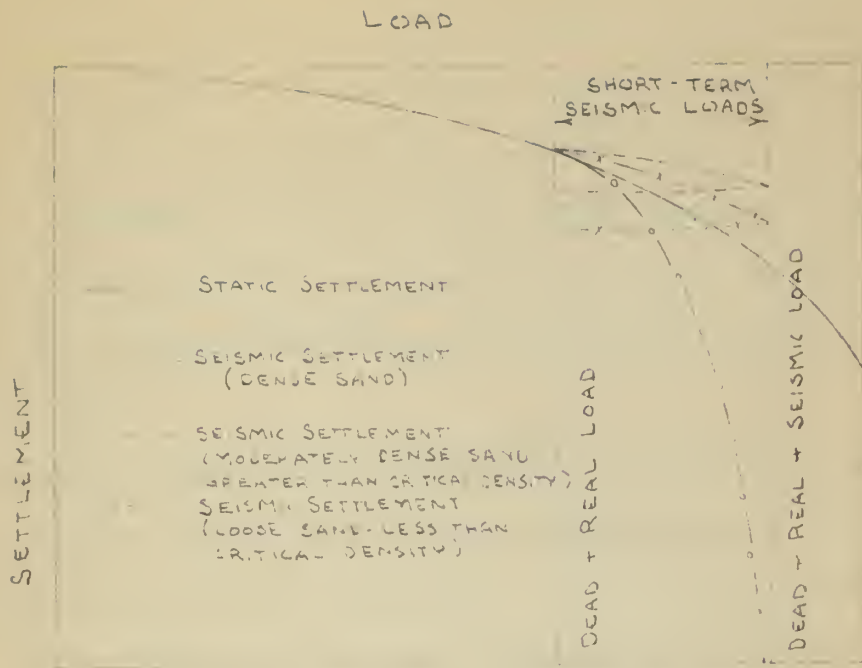 LOAD
SHORT-TERM
SEISMIC LOADS
STATIC SETTLEMENT
SEISMIC SETTLEMENT
(DENSE SAND)
SEISMIC SETTLEMENT
(MODERATELY DENSE SAND
GREATER THAN CRITICAL DENSITY)
SEISMIC SETTLEMENT
(LOOSE SAND-LESS THAN
CRITICAL DENSITY)
SETTLEMENT
DEAD + REAL LOAD
DEAD + REAL + SEISMIC LOAD